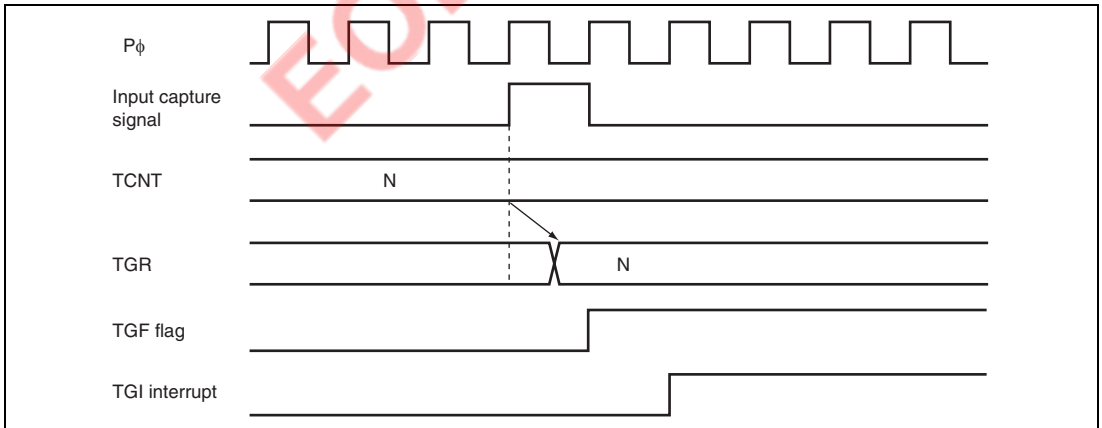 Pϕ
Input capture
signal
TCNT
N
TGR
N
TGF flag
TGI interrupt